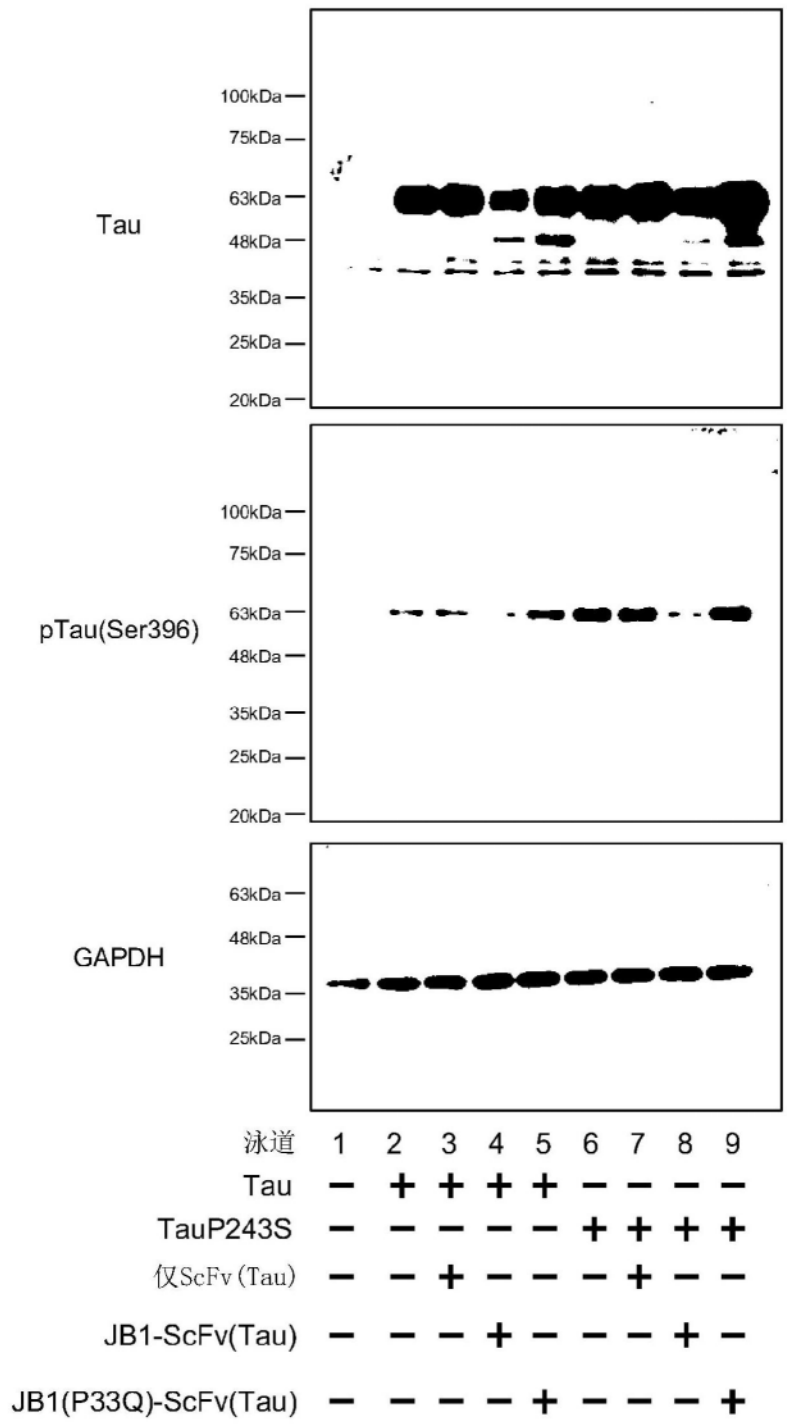 100kDa
75kDa
63kDa
Tau
48kDa
35kDa
25kDa
20kDa
100kDa
75kDa
63kDa
pTau(Ser396)
48kDa
35kDa
25kDa
20kDa
63kDa
48kDa
GAPDH
35kDa
25kDa
泳道 1 2 3 4 5 6 7 8 9
Tau − + + + + − − − −
TauP243S − − − − − + + + +
仅ScFv(Tau) − − + − − − + − −
JB1-ScFv(Tau) − − − + − − − + −
JB1(P33Q)-ScFv(Tau) − − − − + − − − +